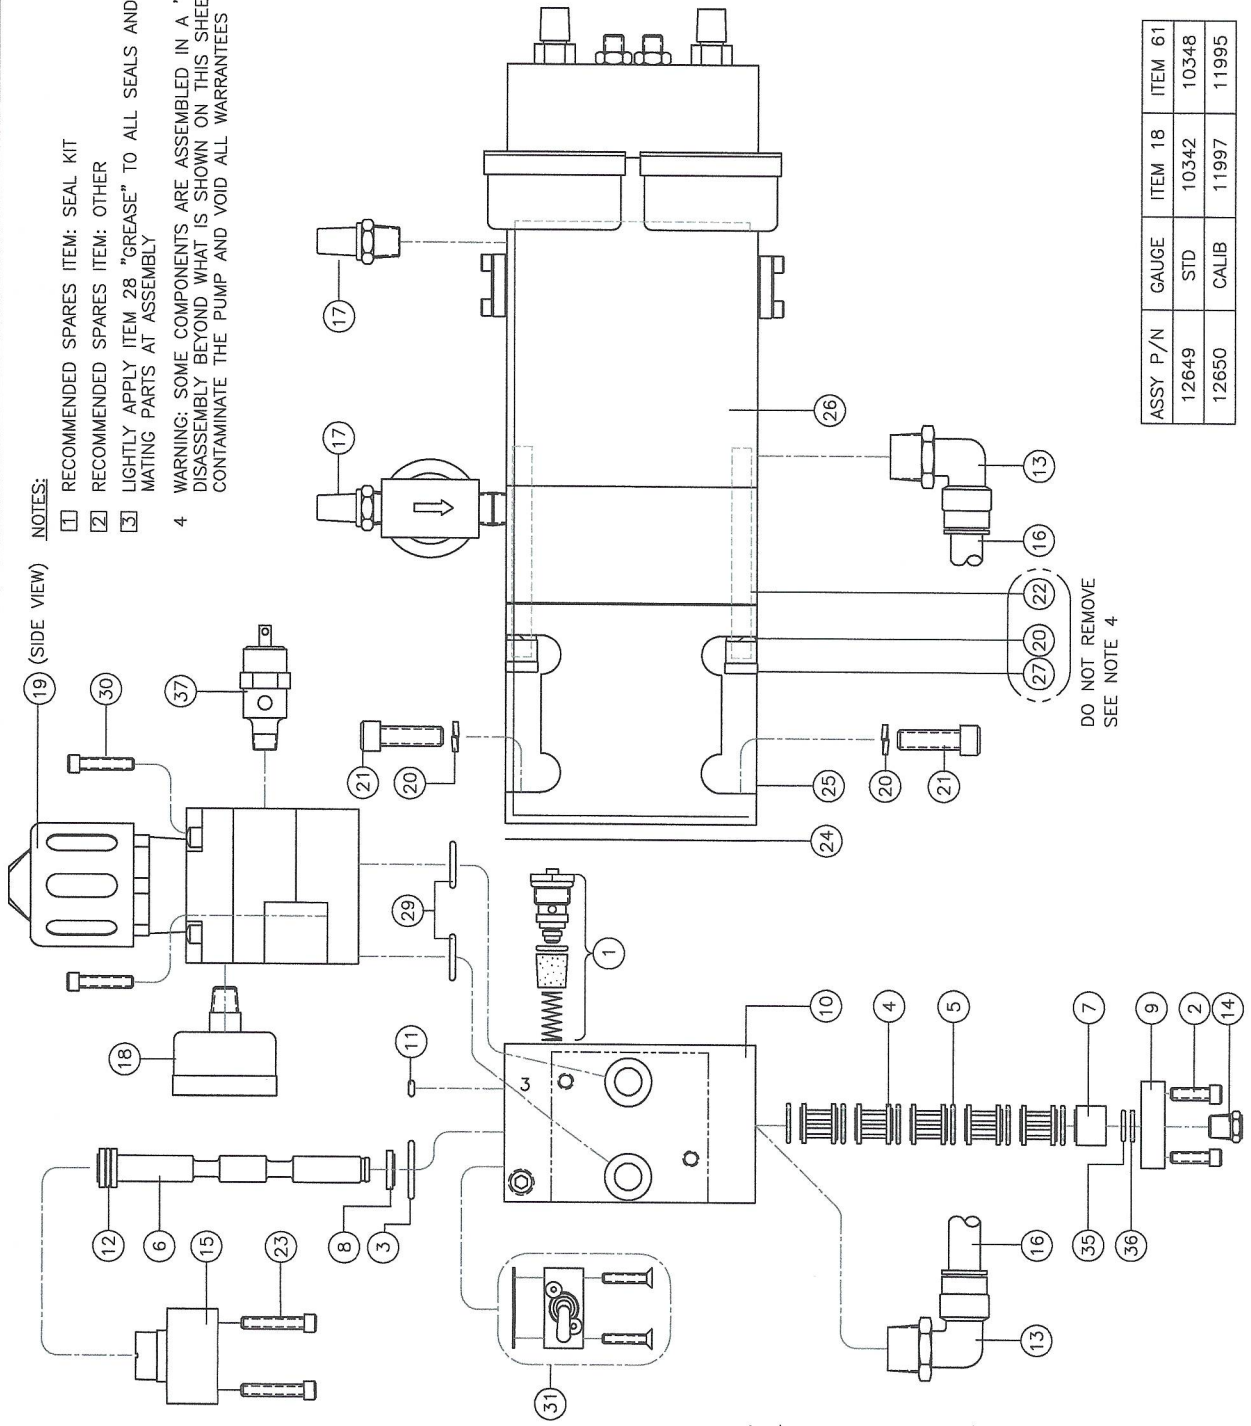 NOTES:
1 RECOMMENDED SPARES ITEM: SEAL KIT
2 RECOMMENDED SPARES ITEM: OTHER
3 LIGHTLY APPLY ITEM 28 "GREASE" TO ALL SEALS AND
MATING PARTS AT ASSEMBLY
4 WARNING: SOME COMPONENTS ARE ASSEMBLED IN A "
DISASSEMBLY BEYOND WHAT IS SHOWN ON THIS SHEE
CONTAMINATE THE PUMP AND VOID ALL WARRANTEES
19 (SIDE VIEW)
30
37
17
17
21
20
18
29
11
1
12
6
15
23
8
3
3
31
24
25
20
21
26
13
16
27 20 22
DO NOT REMOVE
SEE NOTE 4
10
4
5
7
9
2
14
35
36
16
13
ASSY P/N GAUGE ITEM 18 ITEM 61
12649 STD 10342 10348
12650 CALIB 11997 11995